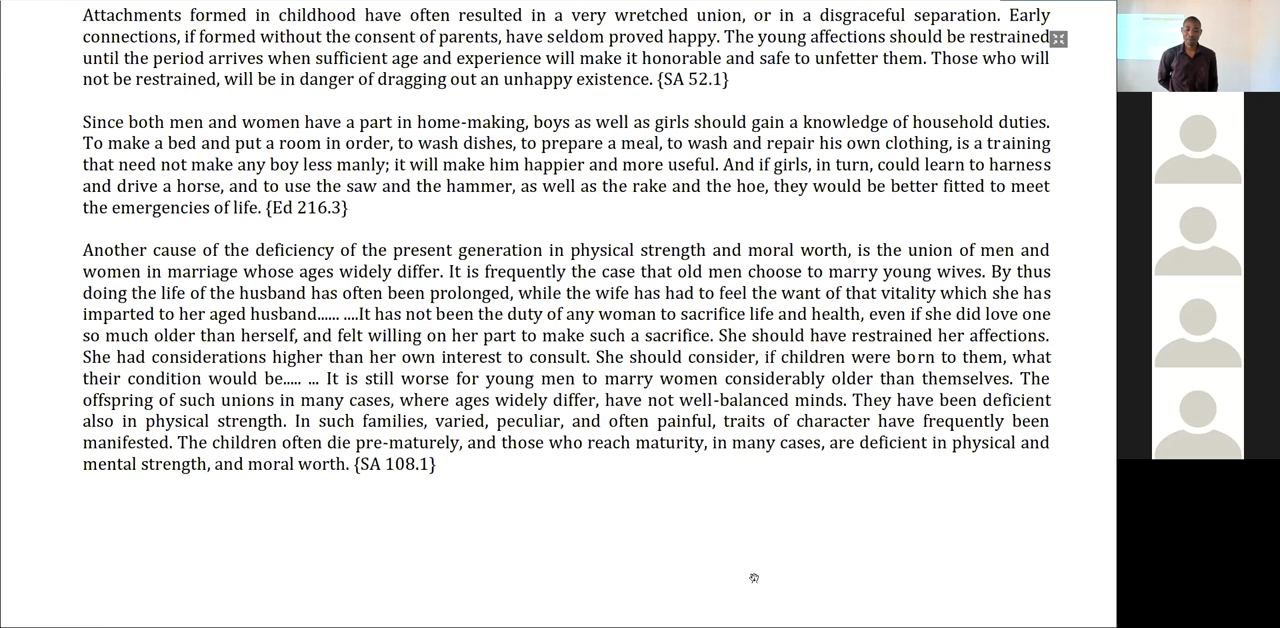 Attachments formed in childhood have often resulted in a very wretched union, or in a disgraceful separation. Early
connections, if formed without the consent of parents, have seldom proved happy. The young affections should be restrained
until the period arrives when sufficient age and experience will make it honorable and safe to unfetter them. Those who will
not be restrained, will be in danger of dragging out an unhappy existence. {SA 52.1}
Since both men and women have a part in home-making, boys as well as girls should gain a knowledge of household duties.
To make a bed and put a room in order, to wash dishes, to prepare a meal, to wash and repair his own clothing, is a training
that need not make any boy less manly; it will make him happier and more useful. And if girls, in turn, could learn to harness
and drive a horse, and to use the saw and the hammer, as well as the rake and the hoe, they would be better fitted to meet
the emergencies of life. {Ed 216.3}
Another cause of the deficiency of the present generation in physical strength and moral worth, is the union of men and
women in marriage whose ages widely differ. It is frequently the case that old men choose to marry young wives. By thus
doing the life of the husband has often been prolonged, while the wife has had to feel the want of that vitality which she has
imparted to her aged husband...... ....It has not been the duty of any woman to sacrifice life and health, even if she did love one
so much older than herself, and felt willing on her part to make such a sacrifice. She should have restrained her affections.
She had considerations higher than her own interest to consult. She should consider, if children were born to them, what
their condition would be..... ... It is still worse for young men to marry women considerably older than themselves. The
offspring of such unions in many cases, where ages widely differ, have not well-balanced minds. They have been deficient
also in physical strength. In such families, varied, peculiar, and often painful, traits of character have frequently been
manifested. The children often die pre-maturely, and those who reach maturity, in many cases, are deficient in physical and
mental strength, and moral worth. {SA 108.1}